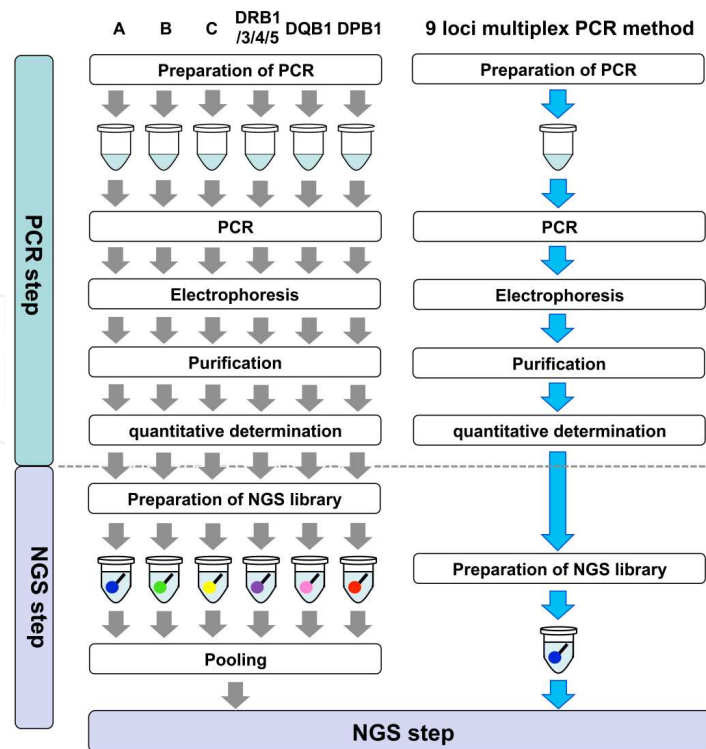 A B C DRB1 /3/4/5 DQB1 DPB1
9 loci multiplex PCR method
Preparation of PCR
Preparation of PCR
PCR step
PCR
PCR
Electrophoresis
Electrophoresis
Purification
Purification
quantitative determination
quantitative determination
NGS step
Preparation of NGS library
Preparation of NGS library
Pooling
NGS step